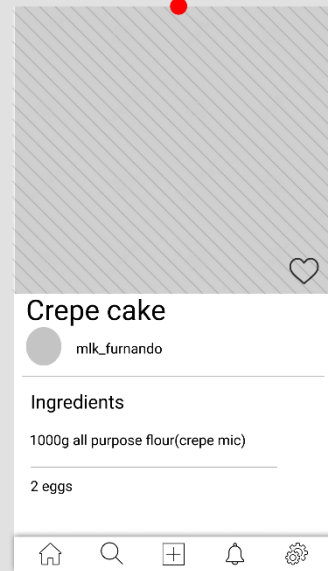 Crepe cake
mlk_furnando
Ingredients
1000g all purpose flour(crepe mic)
2 eggs